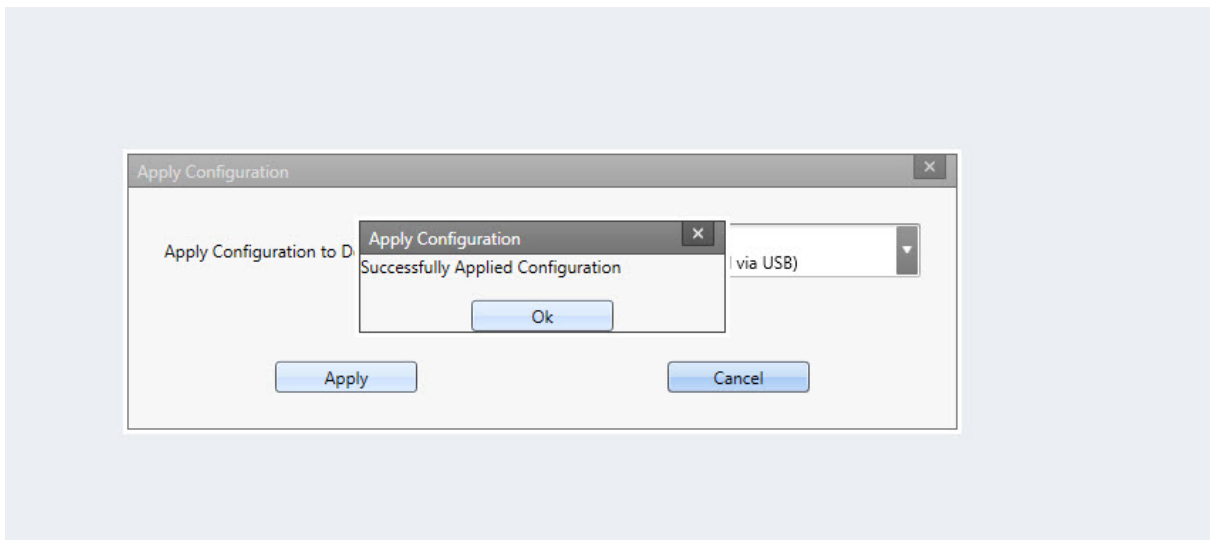 Apply Configuration
Apply Configuration to D
Apply Configuration
Successfully Applied Configuration
via USB)
Ok
Apply
Cancel